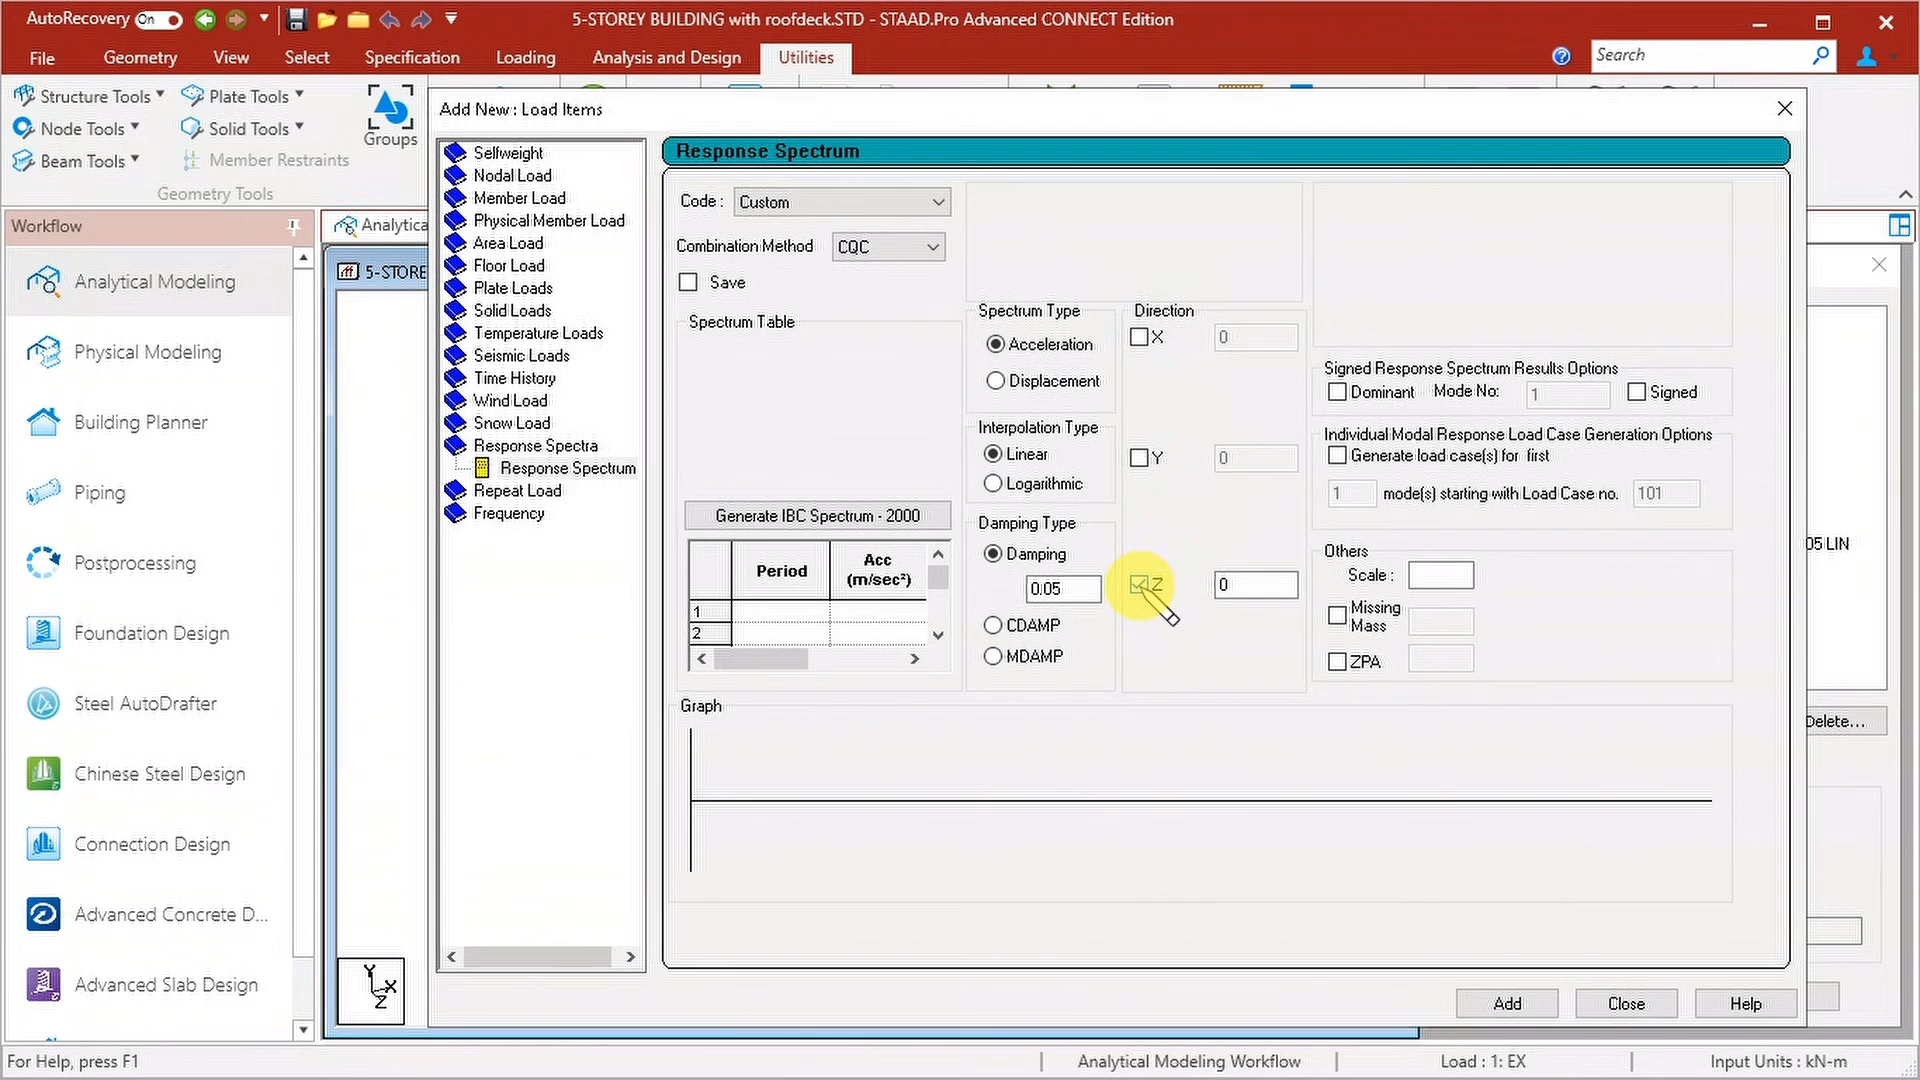 AutoRecovery On
5-STOREY BUILDING with roofdeck.STD - STAAD.Pro Advanced CONNECT Edition
File Geometry View Select Specification Loading Analysis and Design Utilities
Search
Structure Tools Plate Tools
Node Tools Solid Tools
Beam Tools Member Restraints
Groups
Geometry Tools
Workflow
Analytical Modeling
Physical Modeling
Building Planner
Piping
Postprocessing
Foundation Design
Steel AutoDrafter
Chinese Steel Design
Connection Design
Advanced Concrete D...
Advanced Slab Design
Analytica
5-STORE
Y
X
Z
Add New : Load Items
Selfweight
Nodal Load
Member Load
Physical Member Load
Area Load
Floor Load
Plate Loads
Solid Loads
Temperature Loads
Seismic Loads
Time History
Wind Load
Snow Load
Response Spectra
Response Spectrum
Repeat Load
Frequency
Response Spectrum
Code : Custom
Combination Method CQC
Save
Spectrum Table
Generate IBC Spectrum - 2000
Period Acc (m/sec²)
1
2
Spectrum Type
Acceleration
Displacement
Interpolation Type
Linear
Logarithmic
Damping Type
Damping
0.05
CDAMP
MDAMP
Direction
X 0
Y 0
Z 0
Signed Response Spectrum Results Options
Dominant Mode No: 1 Signed
Individual Modal Response Load Case Generation Options
Generate load case(s) for first
1 mode(s) starting with Load Case no. 101
Others
Scale :
Missing Mass
ZPA
Graph
Add Close Help
05 LIN
Delete...
For Help, press F1
Analytical Modeling Workflow
Load : 1: EX
Input Units : kN-m